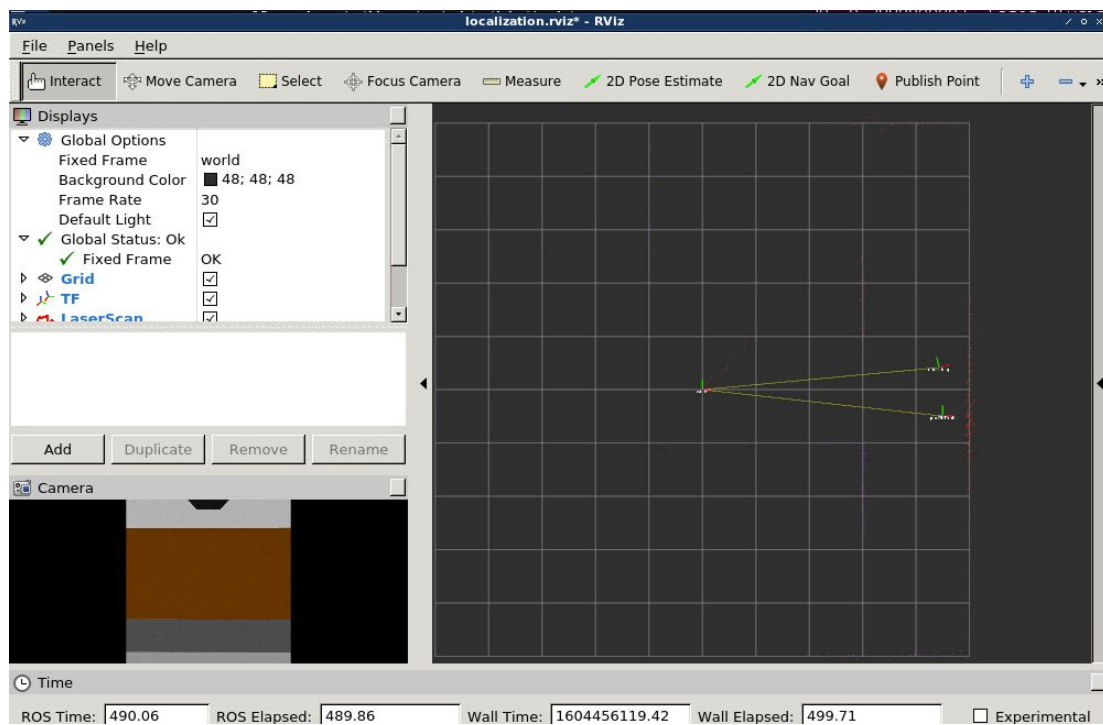 localization.rviz* - RViz
File Panels Help
Interact Move Camera Select Focus Camera Measure 2D Pose Estimate 2D Nav Goal Publish Point
Displays
Global Options
Fixed Frame world
Background Color 48; 48; 48
Frame Rate 30
Default Light
Global Status: Ok
Fixed Frame OK
Grid
TF
LaserScan
Add Duplicate Remove Rename
Camera
Time
ROS Time: 490.06 ROS Elapsed: 489.86 Wall Time: 1604456119.42 Wall Elapsed: 499.71 Experimental